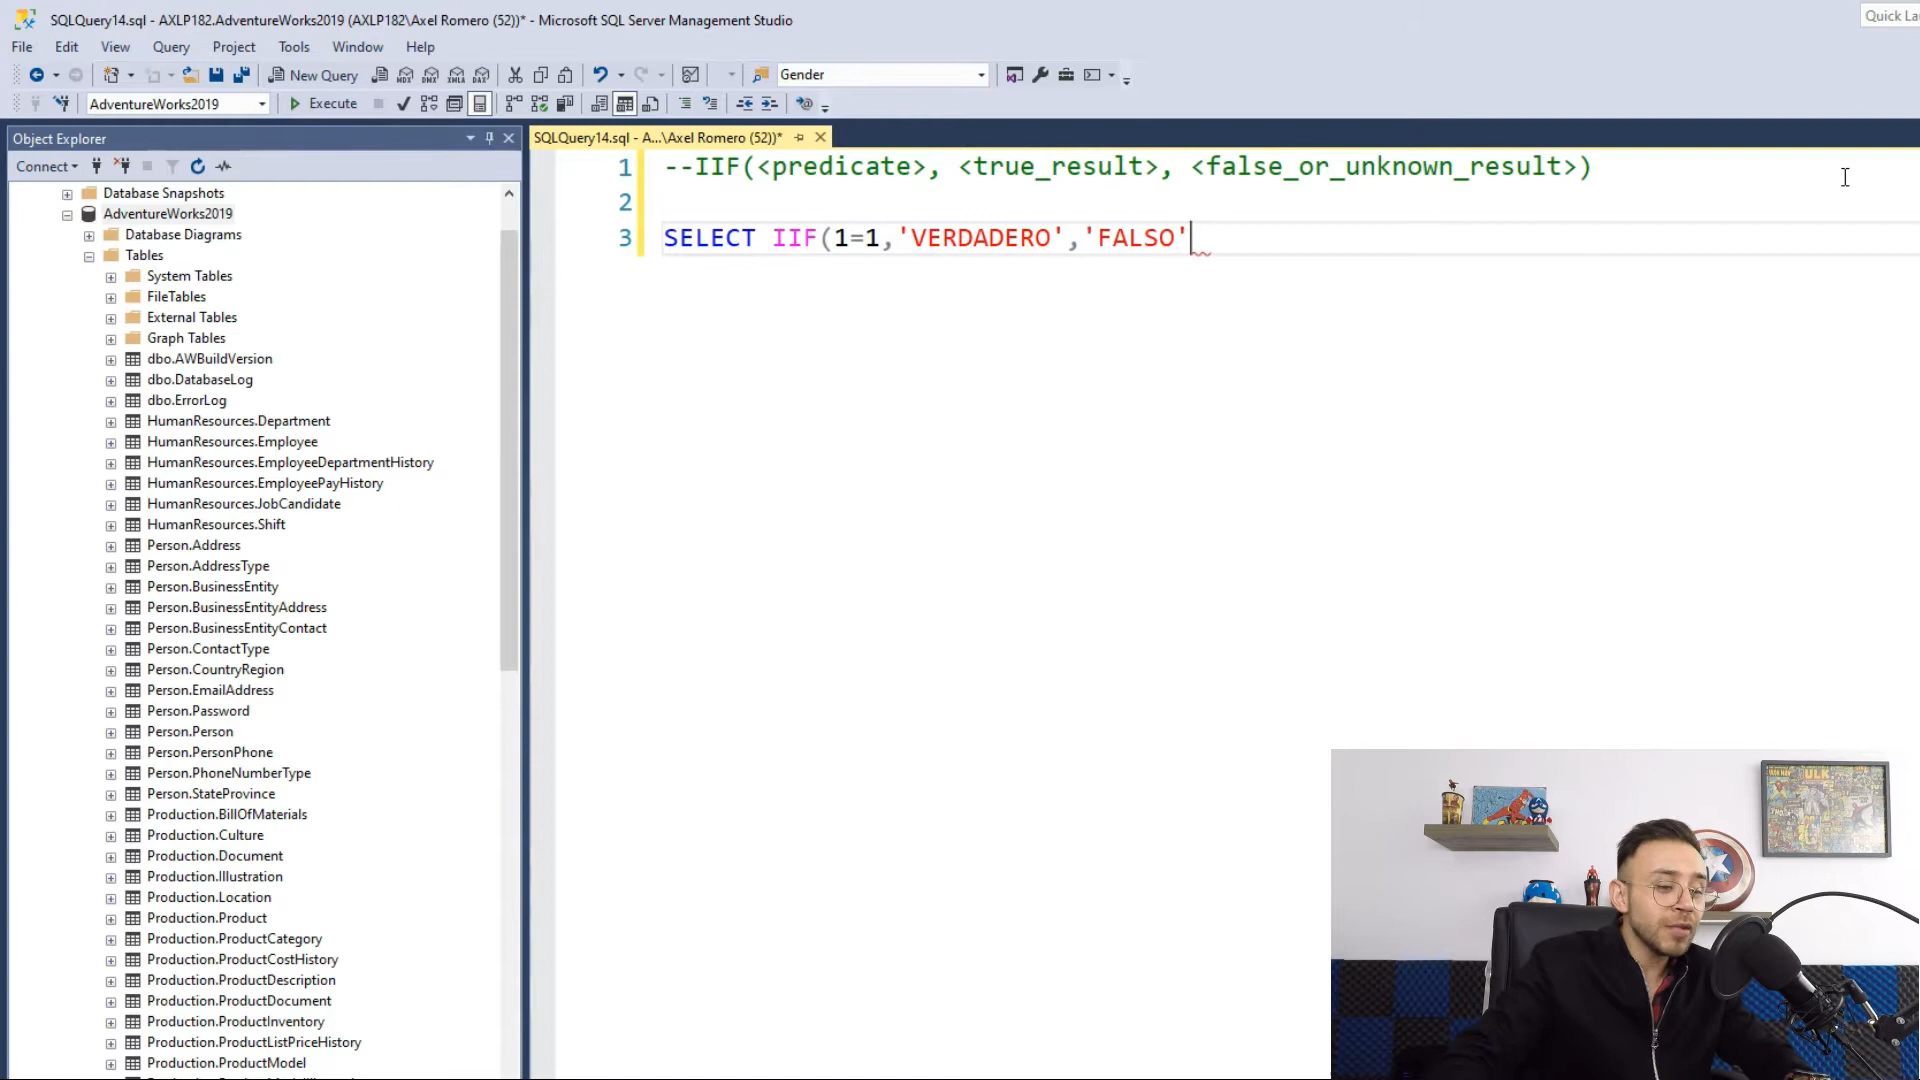 SQLQuery14.sql - AXLP182.AdventureWorks2019 (AXLP182\Axel Romero (52))* - Microsoft SQL Server Management Studio
Quick La
File Edit View Query Project Tools Window Help
New Query
Gender
AdventureWorks2019
Execute
Object Explorer
SQLQuery14.sql - A...\Axel Romero (52))*
Connect
1 --IIF(<predicate>, <true_result>, <false_or_unknown_result>)
2
3 SELECT IIF(1=1,'VERDADERO','FALSO'
Database Snapshots
AdventureWorks2019
Database Diagrams
Tables
System Tables
FileTables
External Tables
Graph Tables
dbo.AWBuildVersion
dbo.DatabaseLog
dbo.ErrorLog
HumanResources.Department
HumanResources.Employee
HumanResources.EmployeeDepartmentHistory
HumanResources.EmployeePayHistory
HumanResources.JobCandidate
HumanResources.Shift
Person.Address
Person.AddressType
Person.BusinessEntity
Person.BusinessEntityAddress
Person.BusinessEntityContact
Person.ContactType
Person.CountryRegion
Person.EmailAddress
Person.Password
Person.Person
Person.PersonPhone
Person.PhoneNumberType
Person.StateProvince
Production.BillOfMaterials
Production.Culture
Production.Document
Production.Illustration
Production.Location
Production.Product
Production.ProductCategory
Production.ProductCostHistory
Production.ProductDescription
Production.ProductDocument
Production.ProductInventory
Production.ProductListPriceHistory
Production.ProductModel